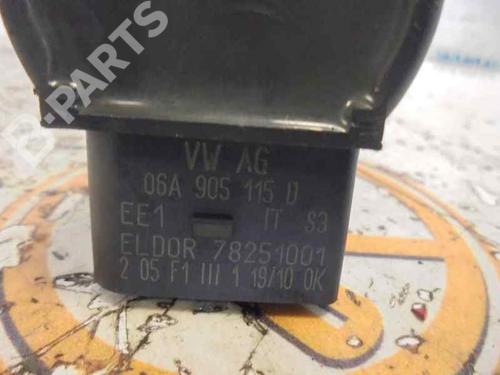 B-PARTS
VW AG
06A 905 115 D
EE1 IT S3
ELDOR 78251001
2 05 F1 III 1 19/10 OK